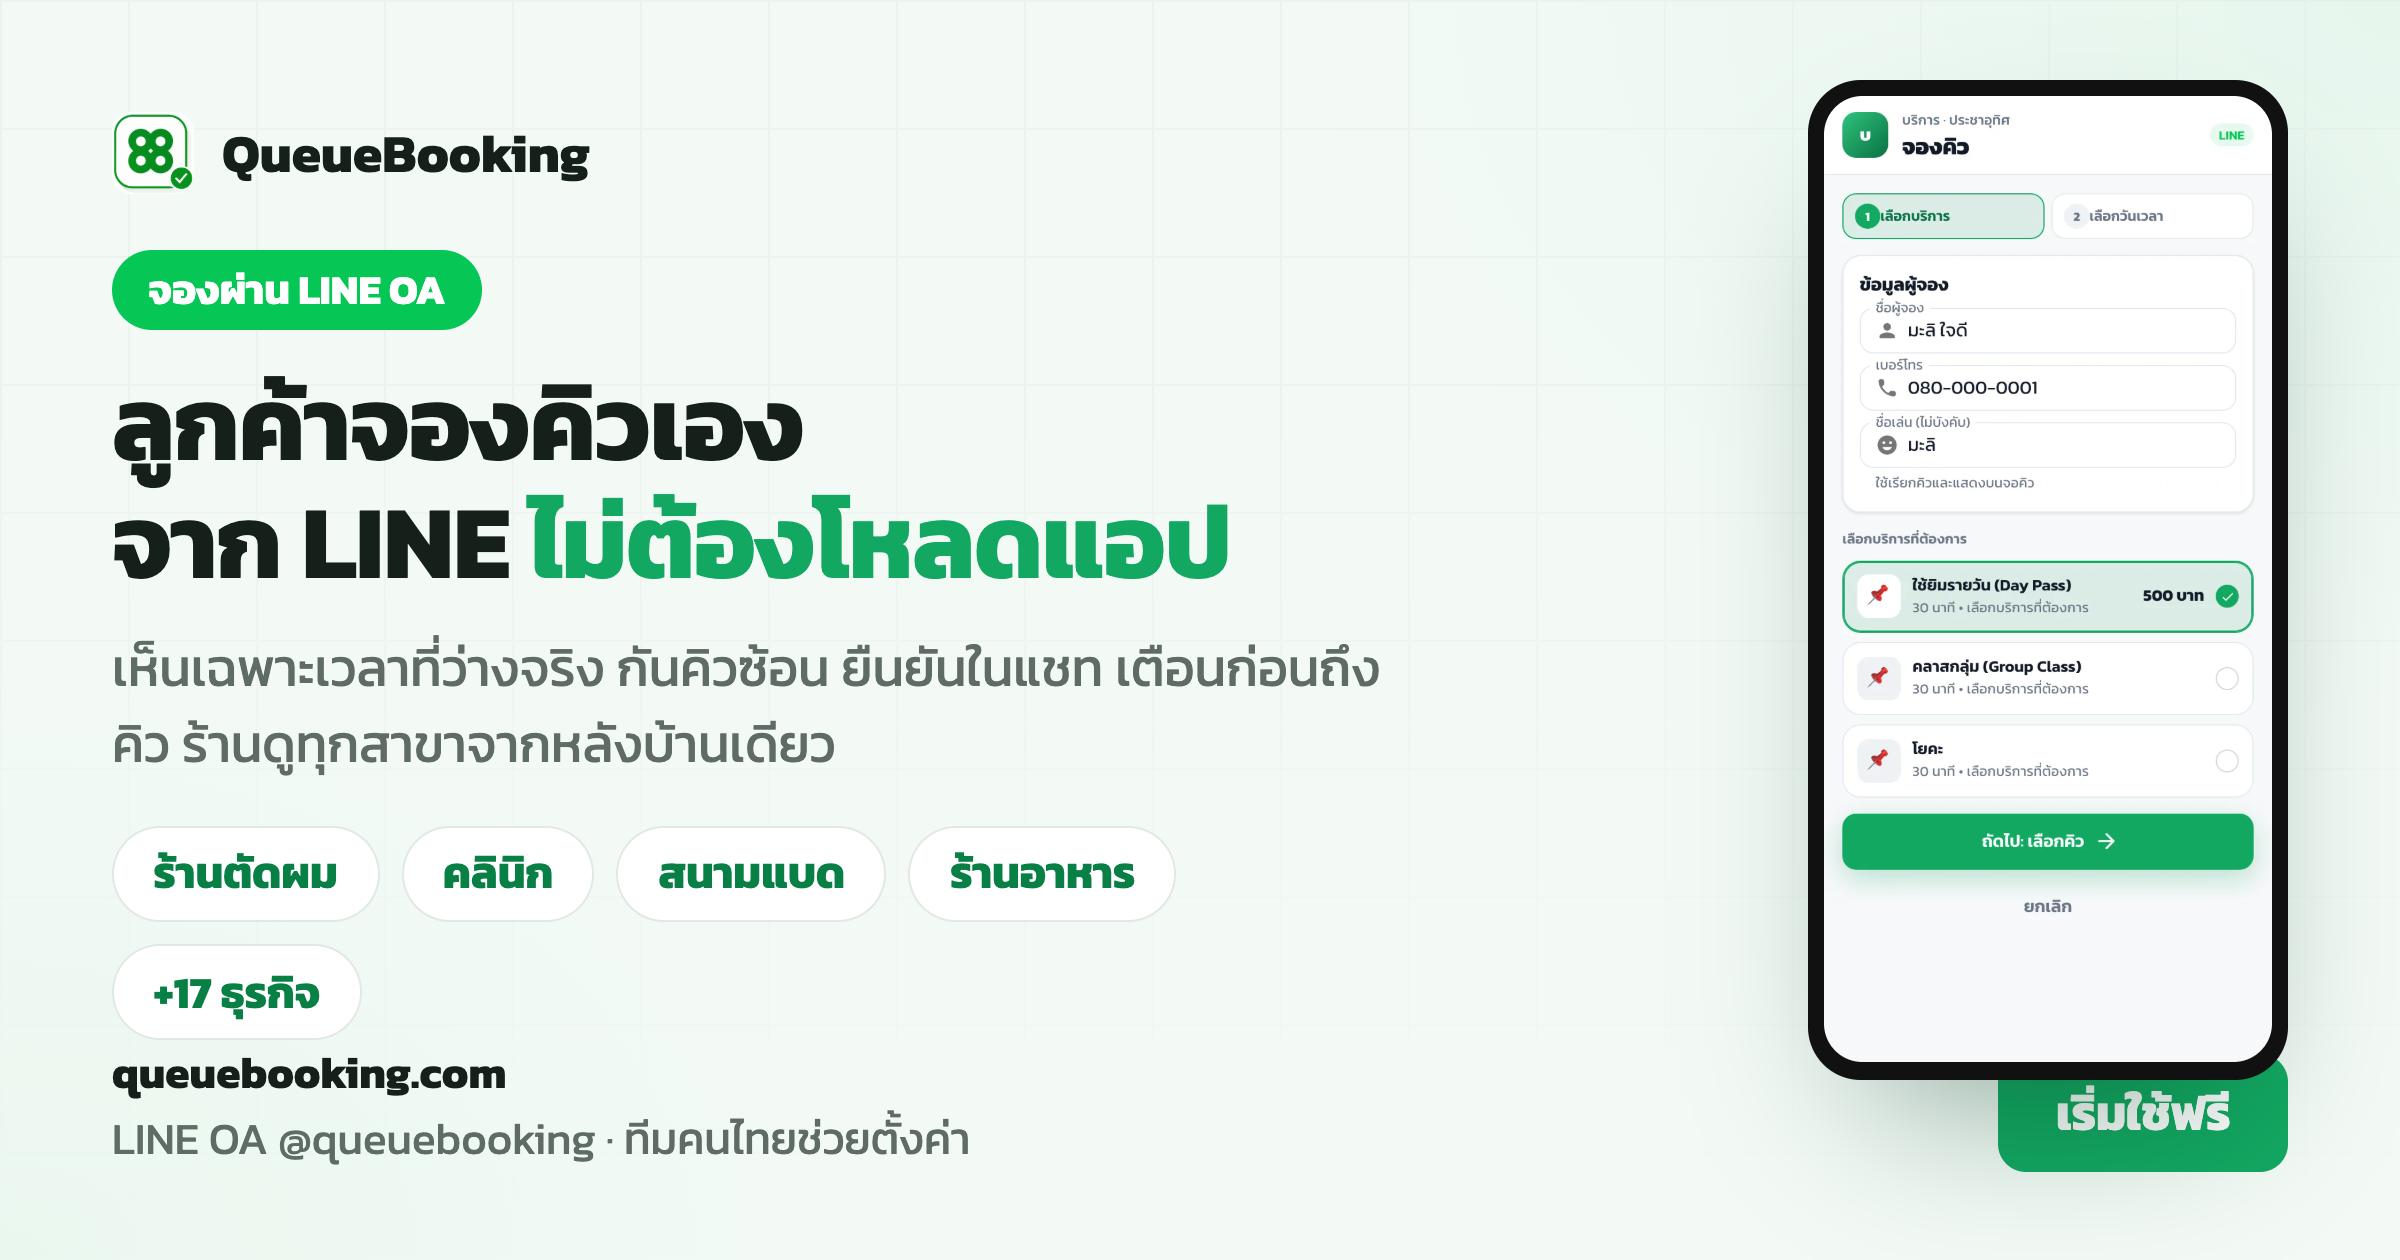 QueueBooking
จองผ่าน LINE OA
ลูกค้าจองคิวเอง
จาก LINE ไม่ต้องโหลดแอป
เห็นเฉพาะเวลาที่ว่างจริง กันคิวซ้อน ยืนยันในแชท เตือนก่อนถึง
คิว ร้านดูทุกสาขาจากหลังบ้านเดียว
ร้านตัดผม
คลินิก
สนามแบด
ร้านอาหาร
+17 ธุรกิจ
queuebooking.com
LINE OA @queuebooking · ทีมคนไทยช่วยตั้งค่า
บ
บริการ · ประชาอุทิศ
จองคิว
LINE
1 เลือกบริการ
2 เลือกวันเวลา
ข้อมูลผู้จอง
ชื่อผู้จอง
มะลิ ใจดี
เบอร์โทร
080-000-0001
ชื่อเล่น (ไม่บังคับ)
มะลิ
ใช้เรียกคิวและแสดงบนจอคิว
เลือกบริการที่ต้องการ
ใช้ยิมรายวัน (Day Pass)
30 นาที • เลือกบริการที่ต้องการ
500 บาท
คลาสกลุ่ม (Group Class)
30 นาที • เลือกบริการที่ต้องการ
โยคะ
30 นาที • เลือกบริการที่ต้องการ
ถัดไป: เลือกคิว →
ยกเลิก
เริ่มใช้ฟรี